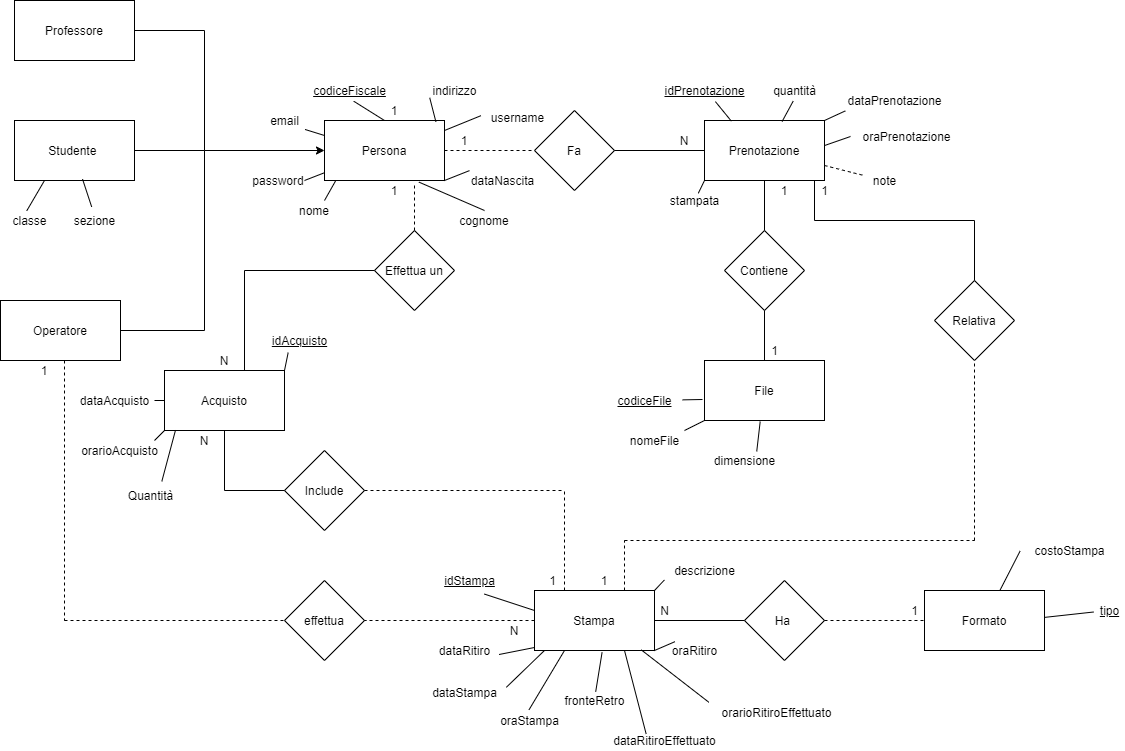 Professore
codiceFiscale
indirizzo
idPrenotazione
quantità
dataPrenotazione
1
email
username
oraPrenotazione
Studente
Persona
1
Fa
N
Prenotazione
password
dataNascita
note
1
1
1
stampata
nome
classe
sezione
cognome
Effettua un
Contiene
Operatore
Relativa
idAcquisto
1
N
1
File
dataAcquisto
Acquisto
codiceFile
N
nomeFile
orarioAcquisto
dimensione
Quantità
Include
costoStampa
descrizione
idStampa
1
1
N
1
tipo
effettua
N
Stampa
Ha
Formato
dataRitiro
oraRitiro
dataStampa
fronteRetro
orarioRitiroEffettuato
oraStampa
dataRitiroEffettuato